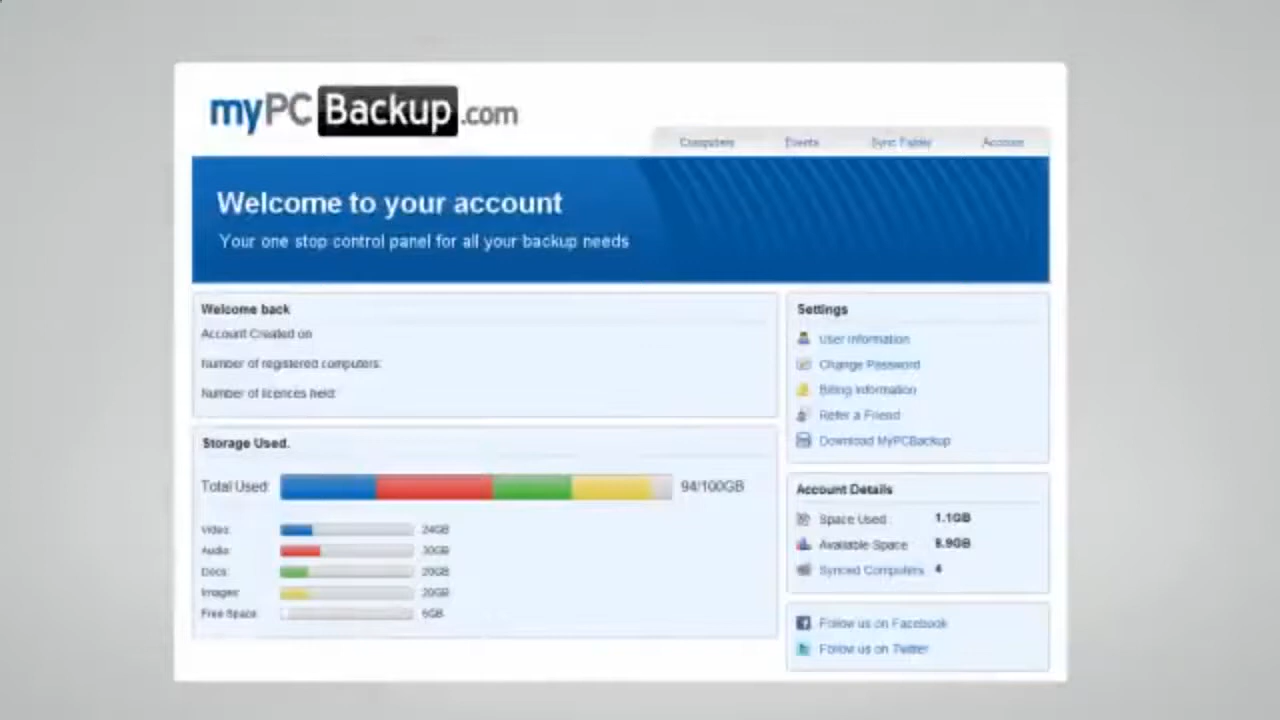 myPCBackup.com
Computers Events Sync Folder Account
Welcome to your account
Your one stop control panel for all your backup needs
Welcome back
Account Created on
Number of registered computers:
Number of licences held:
Storage Used.
Total Used: 94/100GB
Video: 24GB
Audio: 30GB
Docs: 20GB
Images: 20GB
Free Space: 6GB
Settings
User Information
Change Password
Billing Information
Refer a Friend
Download MyPCBackup
Account Details
Space Used: 1.1GB
Available Space 8.9GB
Synced Computers 4
Follow us on Facebook
Follow us on Twitter